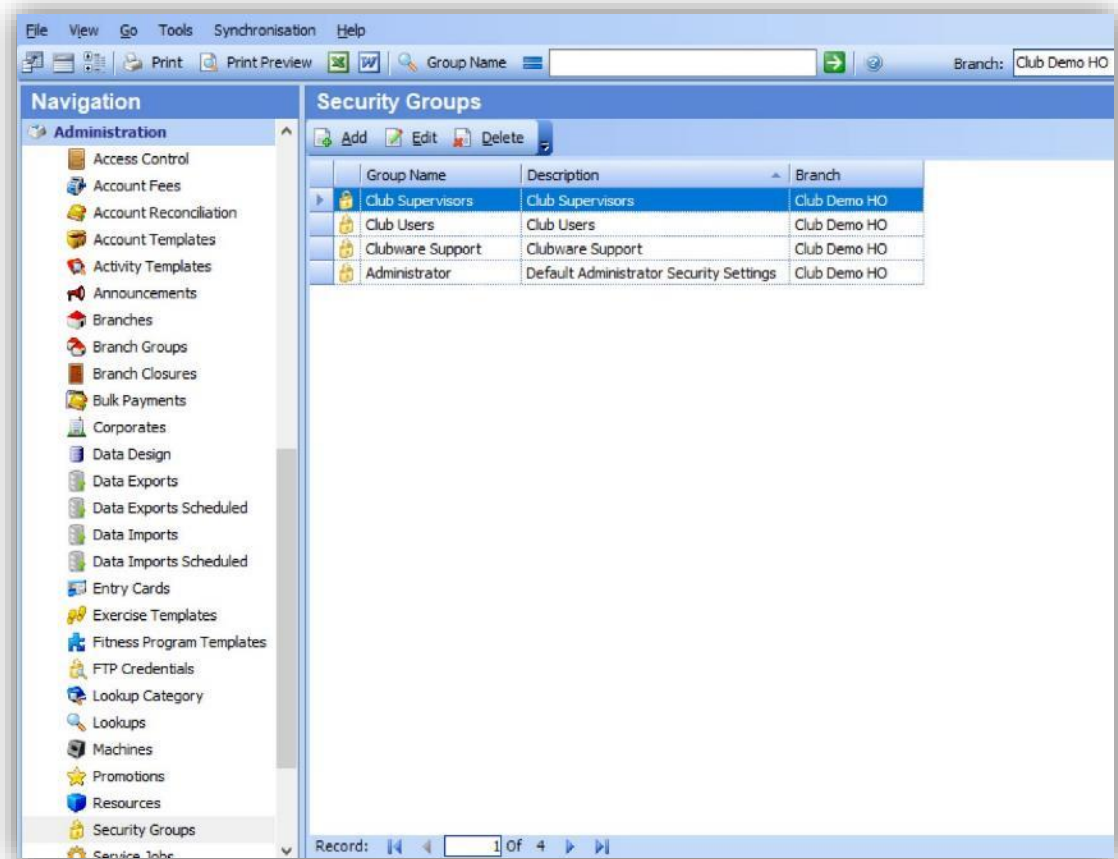 File View Go Tools Synchronisation Help
Print Print Preview Group Name Branch: Club Demo HO
Navigation
Administration
Access Control
Account Fees
Account Reconciliation
Account Templates
Activity Templates
Announcements
Branches
Branch Groups
Branch Closures
Bulk Payments
Corporates
Data Design
Data Exports
Data Exports Scheduled
Data Imports
Data Imports Scheduled
Entry Cards
Exercise Templates
Fitness Program Templates
FTP Credentials
Lookup Category
Lookups
Machines
Promotions
Resources
Security Groups
Service Jobs
Security Groups
Add Edit Delete
Group Name Description Branch
Club Supervisors Club Supervisors Club Demo HO
Club Users Club Users Club Demo HO
Clubware Support Clubware Support Club Demo HO
Administrator Default Administrator Security Settings Club Demo HO
Record: 1 Of 4